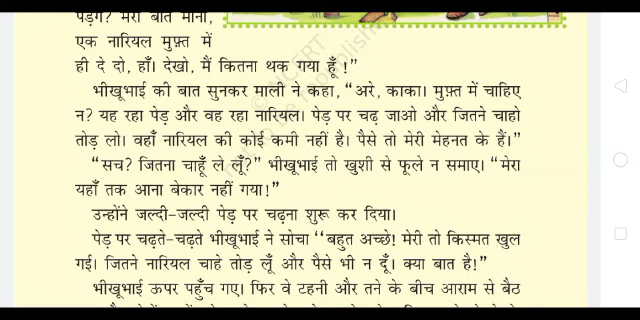 पड़ेंगे? मेरी बात मानो,
एक नारियल मुफ़्त में
ही दे दो, हाँ! देखो, मैं कितना थक गया हूँ !”
भीखूभाई की बात सुनकर माली ने कहा, “अरे, काका। मुफ़्त में चाहिए
न? यह रहा पेड़ और वह रहा नारियल। पेड़ पर चढ़ जाओ और जितने चाहो
तोड़ लो। वहाँ नारियल की कोई कमी नहीं है। पैसे तो मेरी मेहनत के हैं।”
“सच? जितना चाहूँ ले लूँ?” भीखूभाई तो खुशी से फूले न समाए। “मेरा
यहाँ तक आना बेकार नहीं गया!”
उन्होंने जल्दी-जल्दी पेड़ पर चढ़ना शुरू कर दिया।
पेड़ पर चढ़ते-चढ़ते भीखूभाई ने सोचा ‘‘बहुत अच्छे! मेरी तो किस्मत खुल
गई। जितने नारियल चाहे तोड़ लूँ और पैसे भी न दूँ। क्या बात है!”
भीखूभाई ऊपर पहुँच गए। फिर वे टहनी और तने के बीच आराम से बैठ